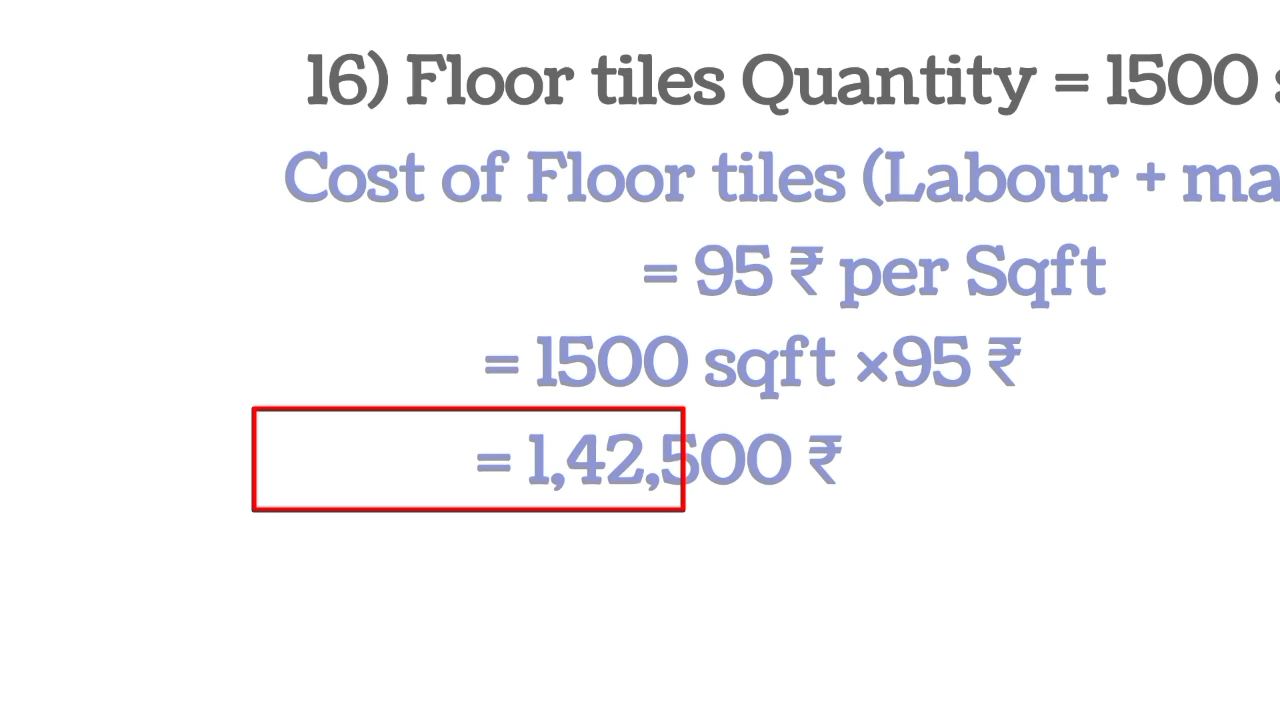 16) Floor tiles Quantity = 1500
Cost of Floor tiles (Labour +
= 95 ₹ per Sqft
= 1500 sqft ×95 ₹
= 1,42,500 ₹